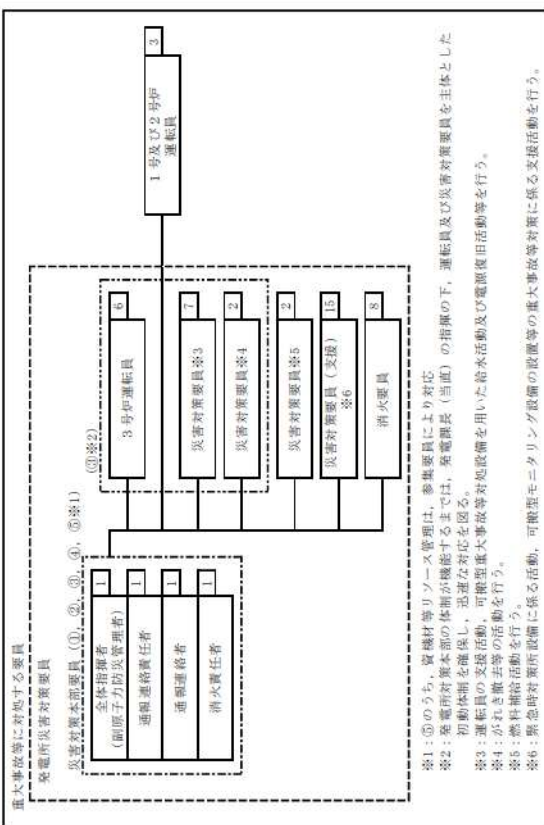 重大事故等に対処する要員
発電所災害対策要員
災害対策本部要員（①，②，③，④，⑤※1）
全体指揮者
（副原子力防災管理者）
1
通報連絡責任者
1
通報連絡者
1
消火責任者
1
（③※2）
3号炉運転員
6
災害対策要員※3
7
災害対策要員※4
2
災害対策要員※5
2
災害対策要員（支援）
※6
15
消火要員
8
1号及び2号炉
運転員
3
※1：⑤のうち，資機材等リソース管理は，参集要員により対応
※2：発電所対策本部の体制が機能するまでは，発電課長（当直）の指揮の下，運転員及び災害対策要員を主体とした
初動体制を確保し，迅速な対応を図る。
※3：運転員の支援活動，可搬型重大事故等対処設備を用いた給水活動及び電源復旧活動等を行う。
※4：がれき撤去等の活動を行う。
※5：燃料補給活動を行う。
※6：緊急時対策所設備に係る活動，可搬型モニタリング設備の設置等の重大事故等対策に係る支援活動を行う。